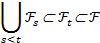 ⋃_{s<t} ℱ_s ⊂ ℱ_t ⊂ ℱ